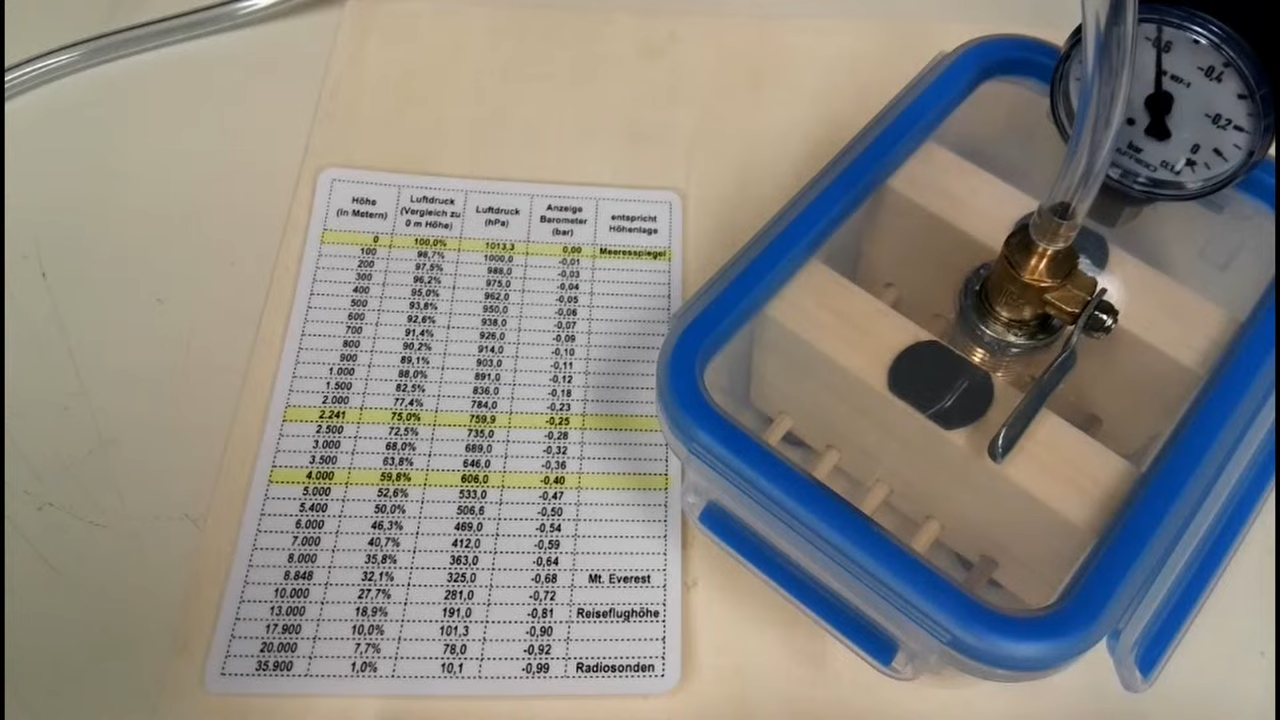 Höhe (In Metern) Luftdruck (Vergleich zu 0 m Höhe) Luftdruck (hPa) Anzeige Barometer (bar) entspricht Höhenlage
0 100,0% 1013,3 0,00 Meeresspiegel
100 98,7% 1000,0 -0,01
200 97,5% 988,0 -0,03
300 96,2% 975,0 -0,04
400 95,0% 962,0 -0,05
500 93,8% 950,0 -0,06
600 92,6% 938,0 -0,07
700 91,4% 926,0 -0,09
800 90,2% 914,0 -0,10
900 89,1% 903,0 -0,11
1.000 88,0% 891,0 -0,12
1.500 82,5% 836,0 -0,18
2.000 77,4% 784,0 -0,23
2.241 75,0% 759,9 -0,25
2.500 72,5% 735,0 -0,28
3.000 68,0% 689,0 -0,32
3.500 63,8% 646,0 -0,36
4.000 59,8% 606,0 -0,40
5.000 52,6% 533,0 -0,47
5.400 50,0% 506,6 -0,50
6.000 46,3% 469,0 -0,54
7.000 40,7% 412,0 -0,59
8.000 35,8% 363,0 -0,64
8.848 32,1% 325,0 -0,68 Mt. Everest
10.000 27,7% 281,0 -0,72
13.000 18,9% 191,0 -0,81 Reiseflughöhe
17.900 10,0% 101,3 -0,90
20.000 7,7% 78,0 -0,92
35.900 1,0% 10,1 -0,99 Radiosonden
-0,6
-0,4
-0,2
0
bar
AFRISO